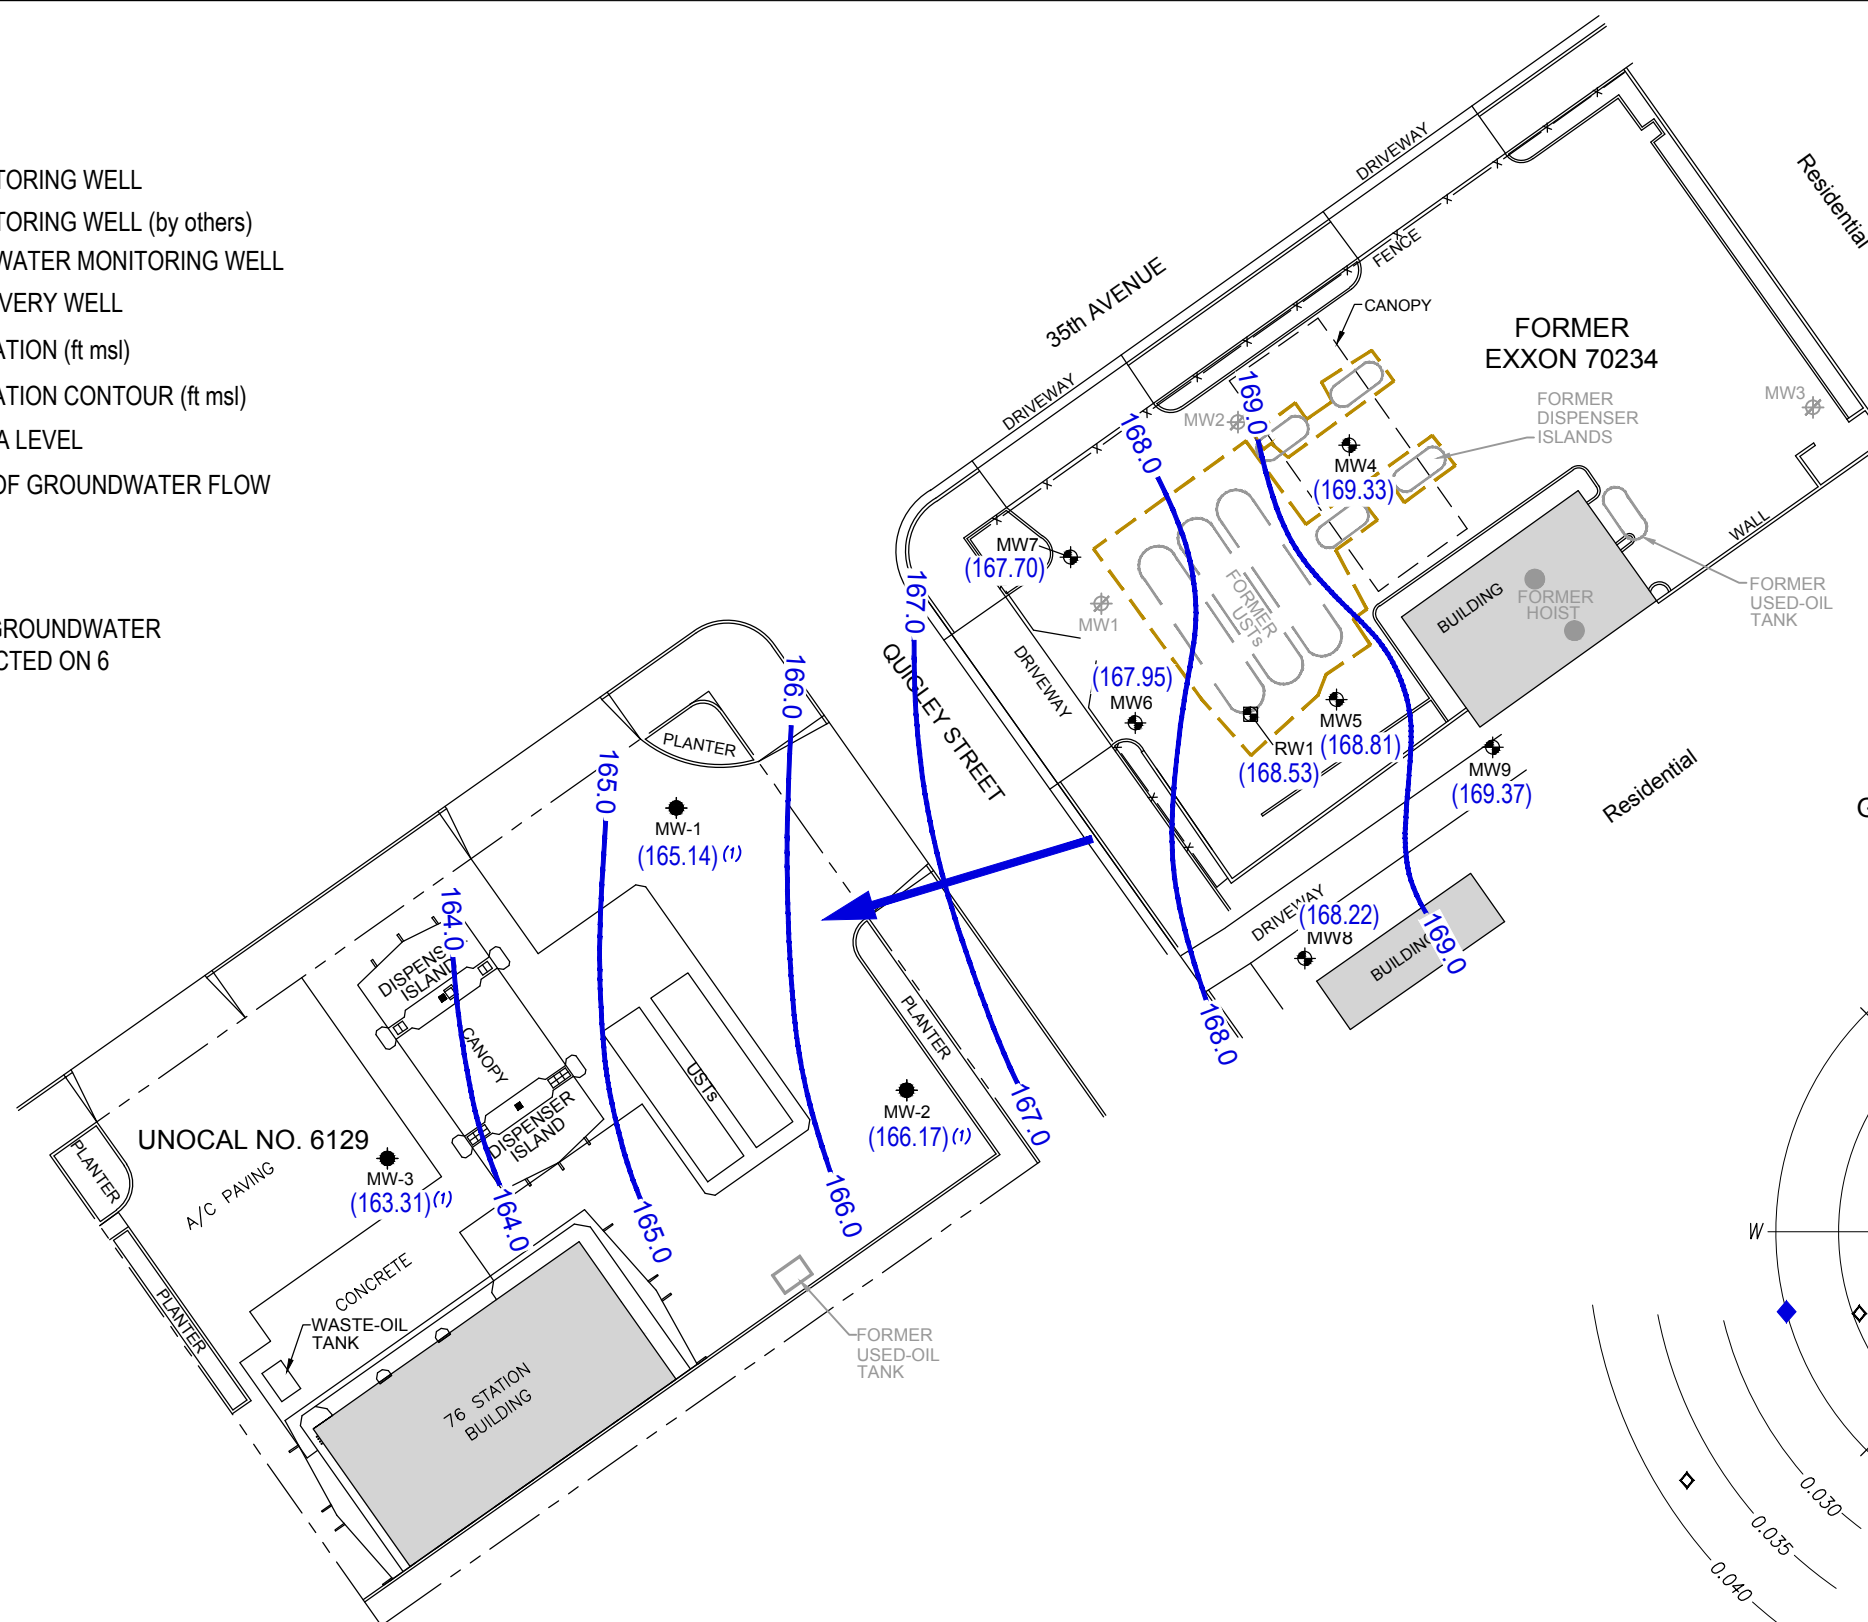 TORING WELL
TORING WELL (by others)
WATER MONITORING WELL
VERY WELL
ATION (ft msl)
ATION CONTOUR (ft msl)
A LEVEL
OF GROUNDWATER FLOW
GROUNDWATER
CTED ON 6
DRIVEWAY
Residential
35th AVENUE
FENCE
CANOPY
FORMER
EXXON 70234
DRIVEWAY
MW2
169.0
168.0
FORMER
DISPENSER
ISLANDS
MW3
MW4
(169.33)
WALL
MW7
(167.70)
167.0
MW1
FORMER
USTs
BUILDING
FORMER
HOIST
FORMER
USED-OIL
TANK
QUIGLEY STREET
DRIVEWAY
(167.95)
MW6
MW5
(168.81)
RW1
(168.53)
MW9
(169.37)
Residential
G
166.0
PLANTER
165.0
MW-1
(165.14)(1)
DRIVEWAY
(168.22)
MW8
BUILDING
169.0
168.0
164.0
DISPENS
ISLAND
CANOPY
USTs
PLANTER
DISPENSER
ISLAND
MW-2
(166.17)(1)
167.0
UNOCAL NO. 6129
PLANTER
A/C PAVING
MW-3
(163.31)(1)
164.0
165.0
166.0
CONCRETE
PLANTER
WASTE-OIL
TANK
FORMER
USED-OIL
TANK
76 STATION
BUILDING
W
0.030
0.035
0.040